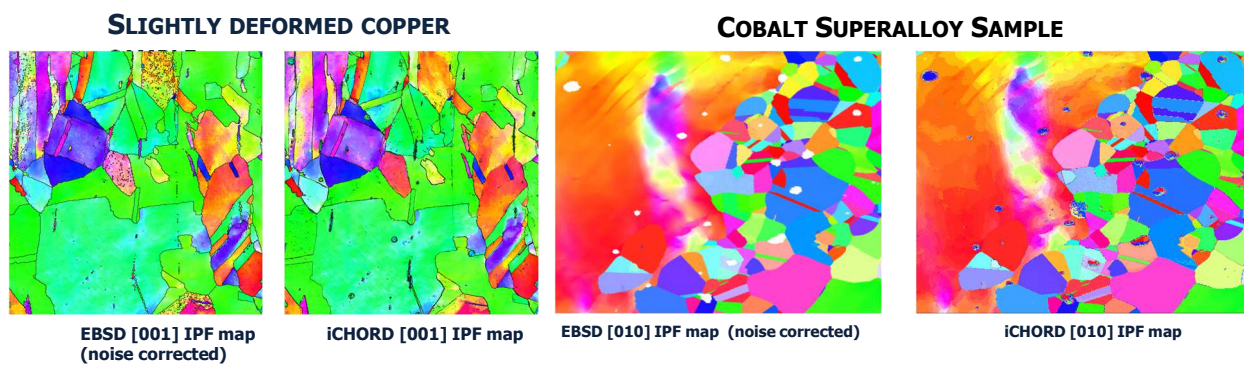 SLIGHTLY DEFORMED COPPER
COBALT SUPERALLOY SAMPLE
EBSD [001] IPF map
(noise corrected)
iCHORD [001] IPF map
EBSD [010] IPF map (noise corrected)
iCHORD [010] IPF map